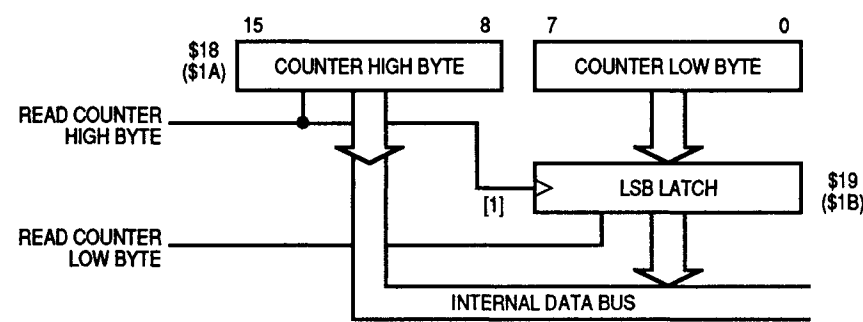 15 8 7 0
$18
($1A)
COUNTER HIGH BYTE
COUNTER LOW BYTE
READ COUNTER
HIGH BYTE
LSB LATCH
$19
($1B)
[1]
READ COUNTER
LOW BYTE
INTERNAL DATA BUS